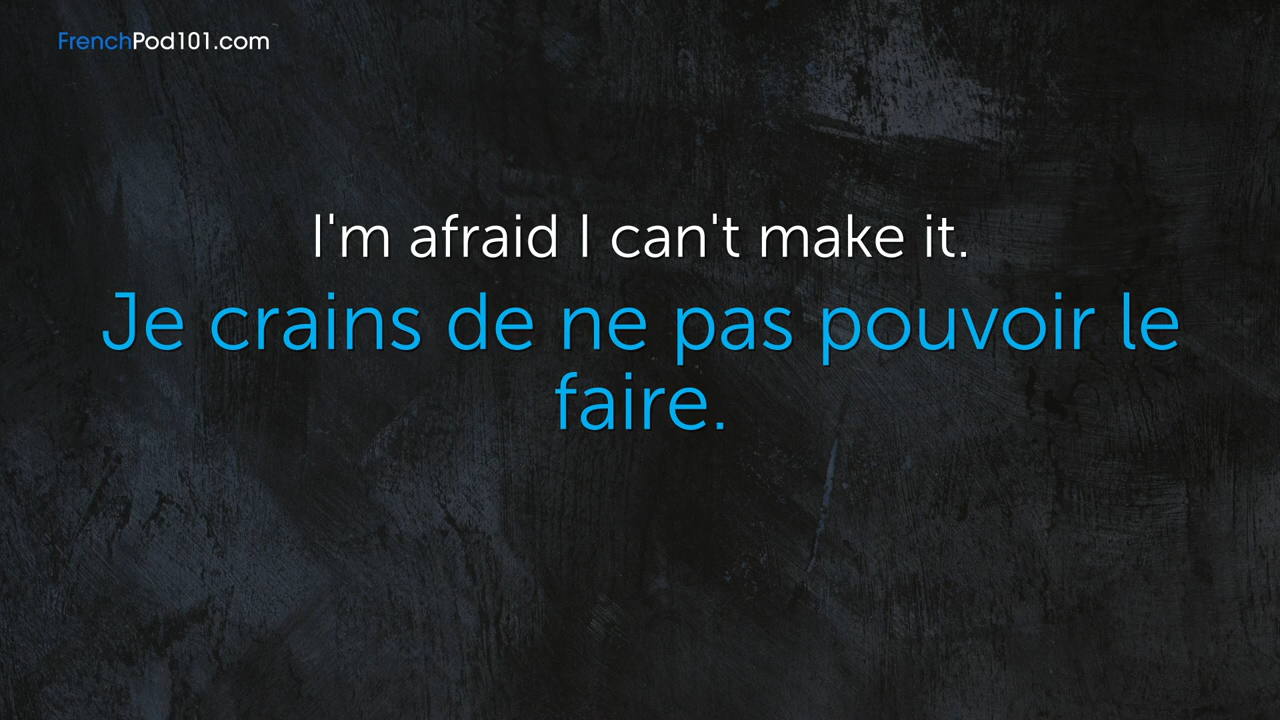 FrenchPod101.com
I'm afraid I can't make it.
Je crains de ne pas pouvoir le
faire.